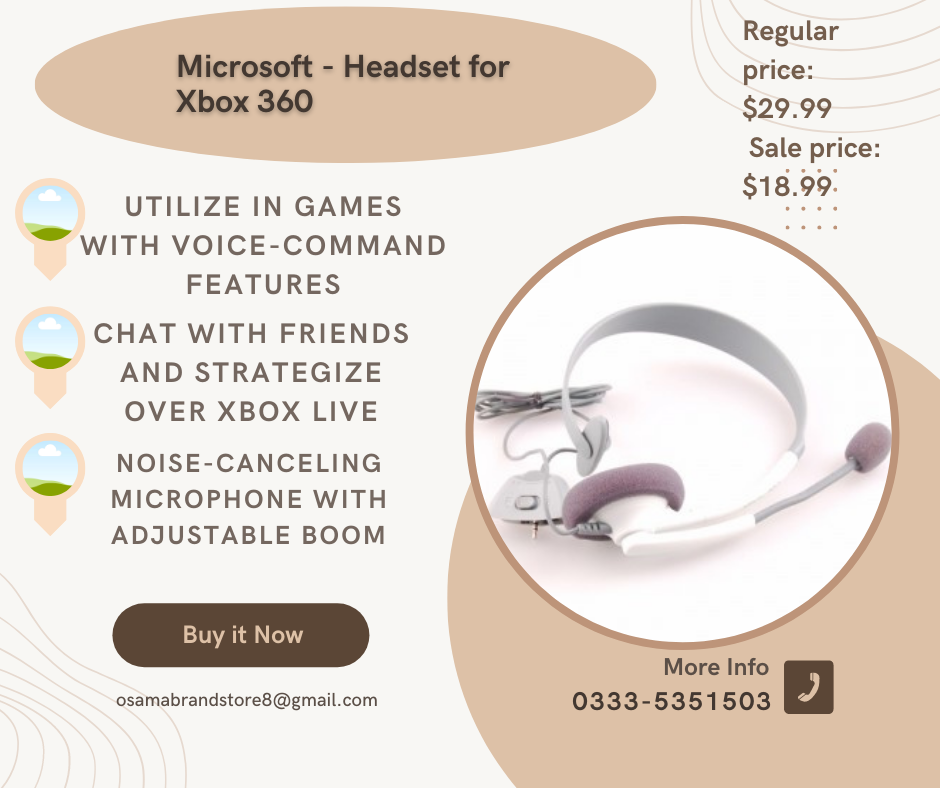 Microsoft - Headset for
Xbox 360
Regular
price:
$29.99
Sale price:
$18.99
UTILIZE IN GAMES
WITH VOICE-COMMAND
FEATURES
CHAT WITH FRIENDS
AND STRATEGIZE
OVER XBOX LIVE
NOISE-CANCELING
MICROPHONE WITH
ADJUSTABLE BOOM
Buy it Now
osamabrandstore8@gmail.com
More Info
0333-5351503